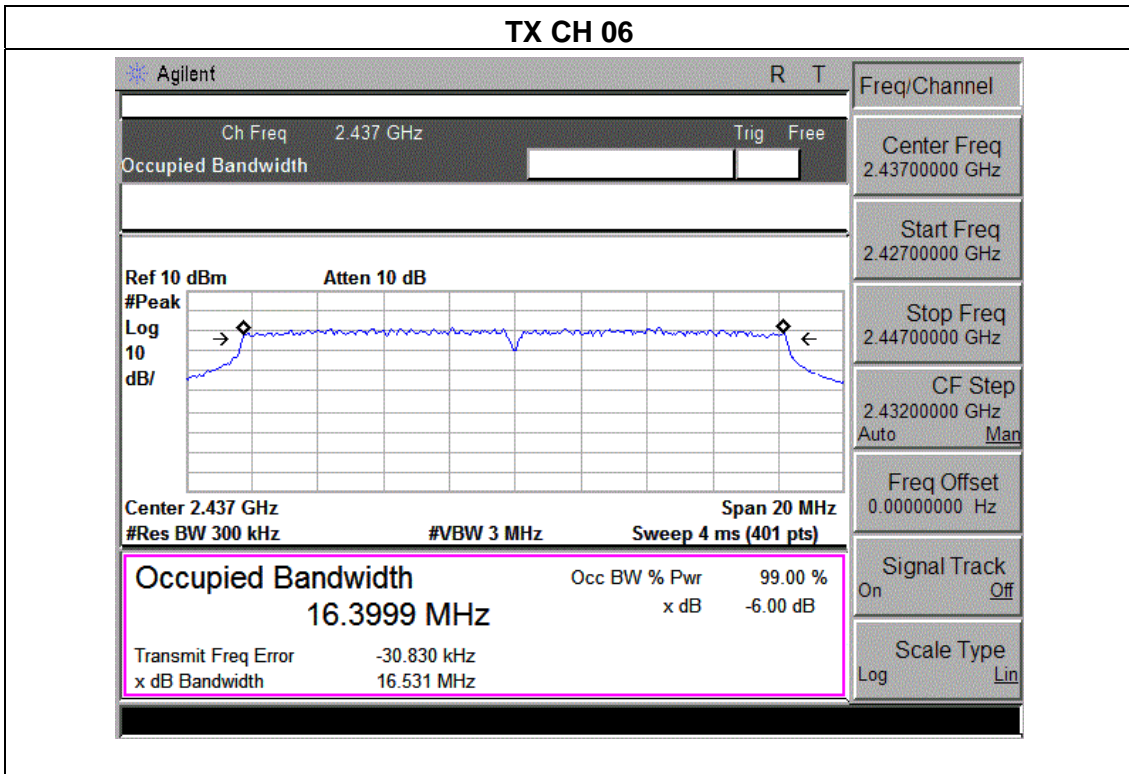 TX CH 06
Agilent R T
Freq/Channel
Ch Freq 2.437 GHz Trig Free
Occupied Bandwidth
Center Freq
2.43700000 GHz
Start Freq
2.42700000 GHz
Stop Freq
2.44700000 GHz
CF Step
2.43200000 GHz
Auto Man
Freq Offset
0.00000000 Hz
Signal Track
On Off
Scale Type
Log Lin
Ref 10 dBm Atten 10 dB
#Peak
Log
10
dB/
Center 2.437 GHz Span 20 MHz
#Res BW 300 kHz #VBW 3 MHz Sweep 4 ms (401 pts)
Occupied Bandwidth Occ BW % Pwr 99.00 %
16.3999 MHz x dB -6.00 dB
Transmit Freq Error -30.830 kHz
x dB Bandwidth 16.531 MHz